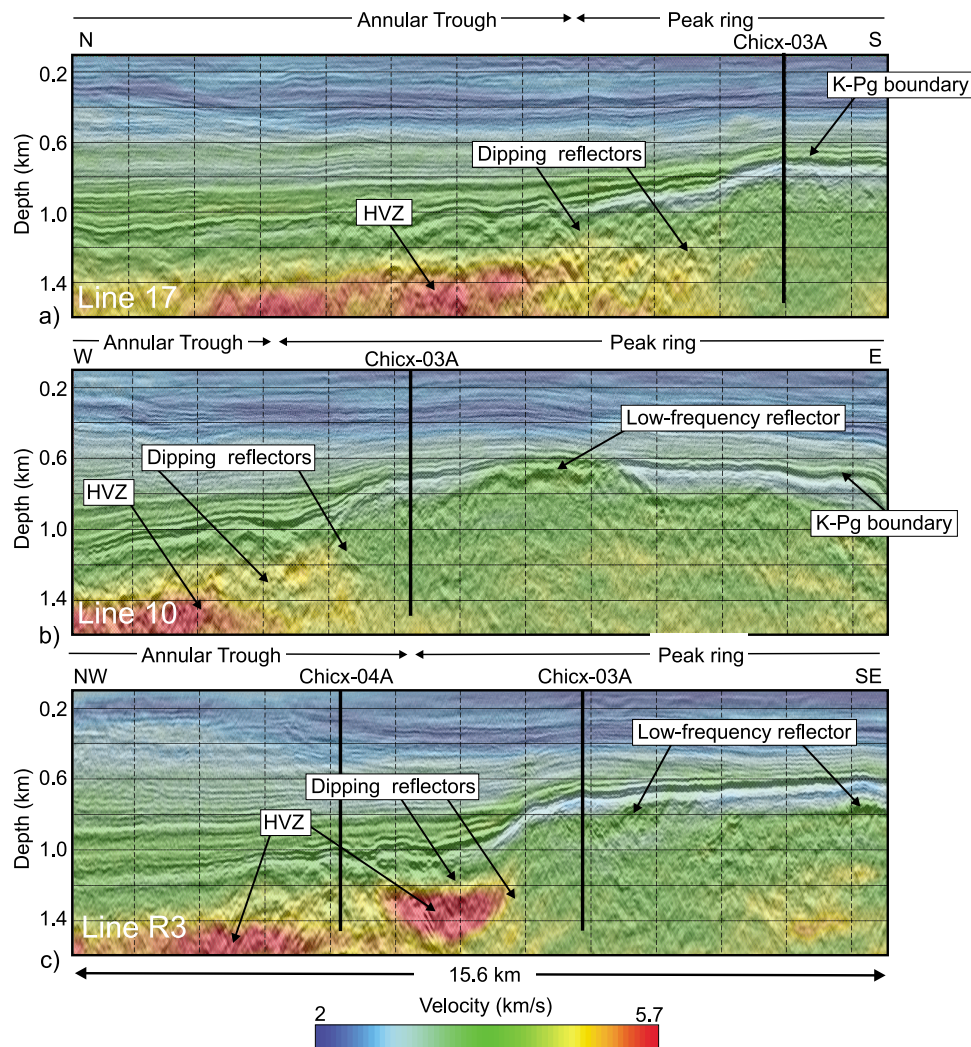 Annular Trough Peak ring
N Chicx-03A S
K-Pg boundary
Dipping reflectors
HVZ
Depth (km)
0.2
0.6
1.0
1.4
Line 17
a)
Annular Trough Peak ring
W Chicx-03A E
Low-frequency reflector
Dipping reflectors
HVZ
K-Pg boundary
Depth (km)
0.2
0.6
1.0
1.4
Line 10
b)
Annular Trough Peak ring
NW Chicx-04A Chicx-03A SE
Low-frequency reflector
Dipping reflectors
HVZ
Depth (km)
0.2
0.6
1.0
1.4
Line R3
c)
15.6 km
Velocity (km/s)
2 5.7